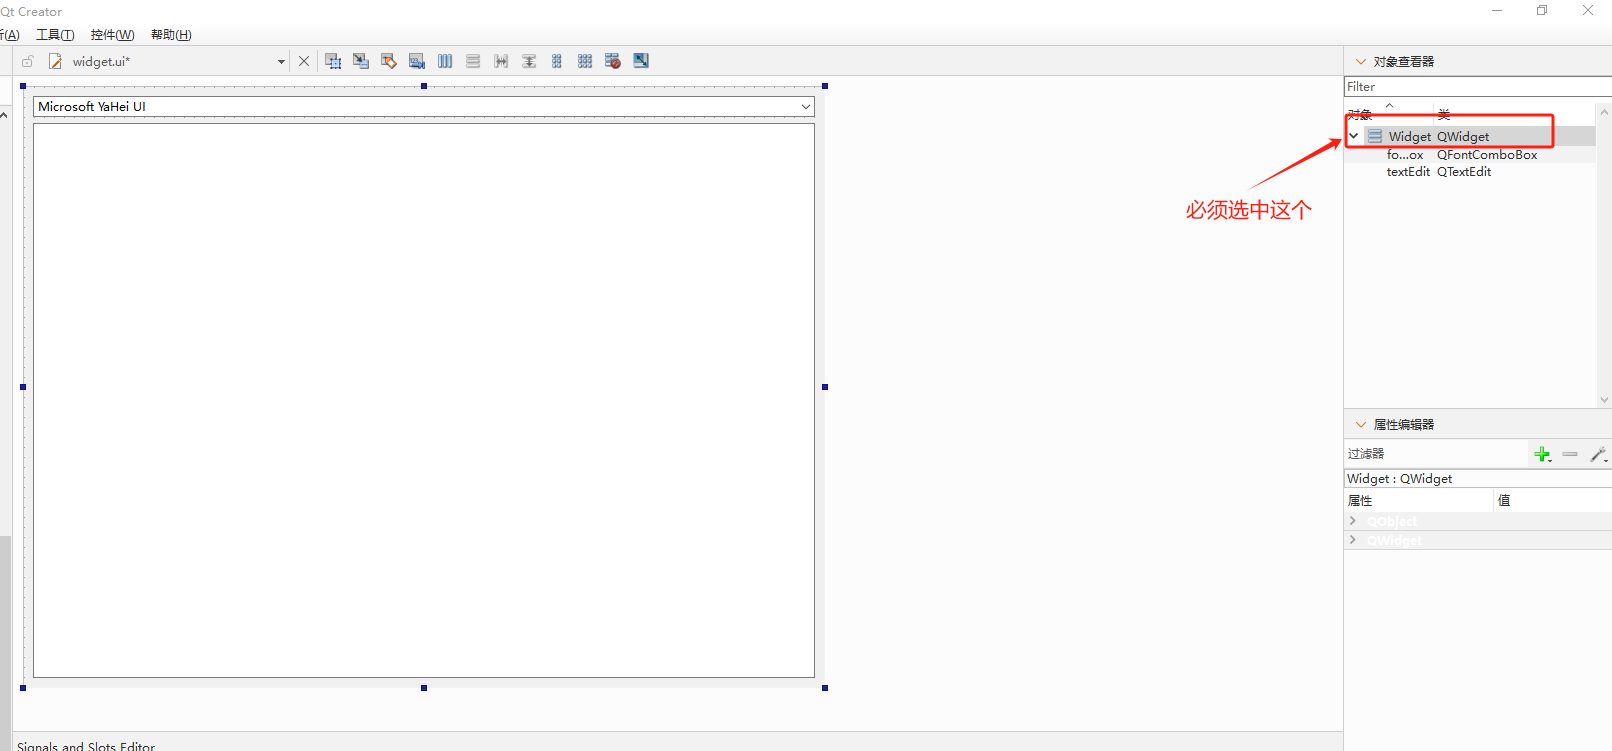 Qt Creator
析(A) 工具(T) 控件(W) 帮助(H)
widget.ui*
对象查看器
Filter
Microsoft YaHei UI
对象 类
Widget QWidget
fo...ox QFontComboBox
textEdit QTextEdit
必须选中这个
属性编辑器
过滤器
Widget : QWidget
属性 值
QObject
QWidget
Signals and Slots Editor